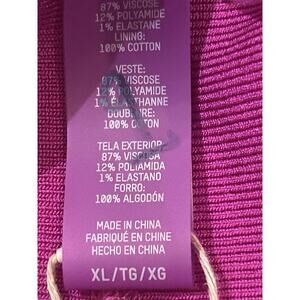 87% VISCOSE
12% POLYAMIDE
1% ELASTANE
LINING:
100% COTTON
VESTE:
87% VISCOSE
12% POLYAMIDE
1% ELASTHANNE
DOUBLURE:
100% COTON
TELA EXTERIOR:
87% VISCOSA
12% POLIAMIDA
1% ELASTANO
FORRO:
100% ALGODÓN
MADE IN CHINA
FABRIQUÉ EN CHINE
HECHO EN CHINA
XL/TG/XG